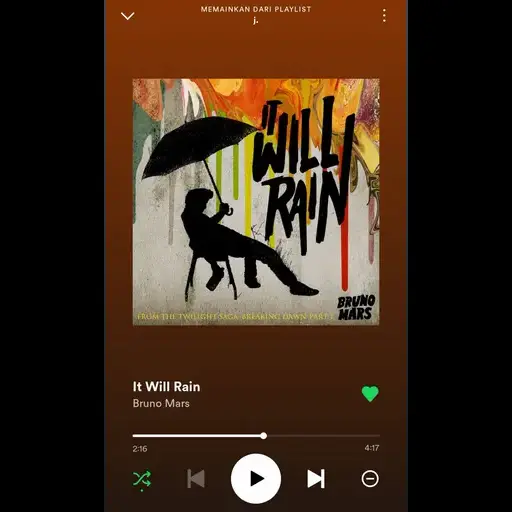 MEMAINKAN DARI PLAYLIST
j.
IT
WILL
RAIN
BRUNO
MARS
FROM THE TWILIGHT SAGA: BREAKING DAWN PART 1
It Will Rain
Bruno Mars
2:16
4:17